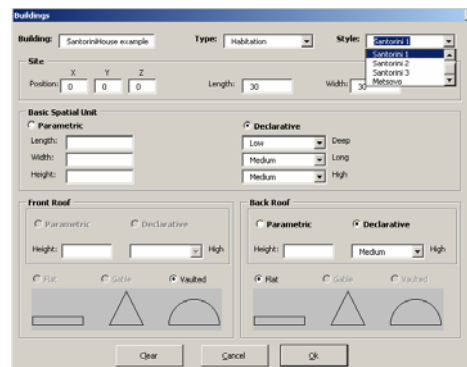 Buildings
Building: SantoriniHouse example Type: Habitation Style: Santorini 1
Santorini 1
Santorini 2
Santorini 3
Metsovo
Site
X Y Z
Position: 0 0 0 Length: 30 Width: 30
Basic Spatial Unit
Parametric Declarative
Length: Low Deep
Width: Medium Long
Height: Medium High
Front Roof Back Roof
Parametric Declarative Parametric Declarative
Height: High Height: Medium High
Flat Gable Vaulted Flat Gable Vaulted
Clear Cancel Ok